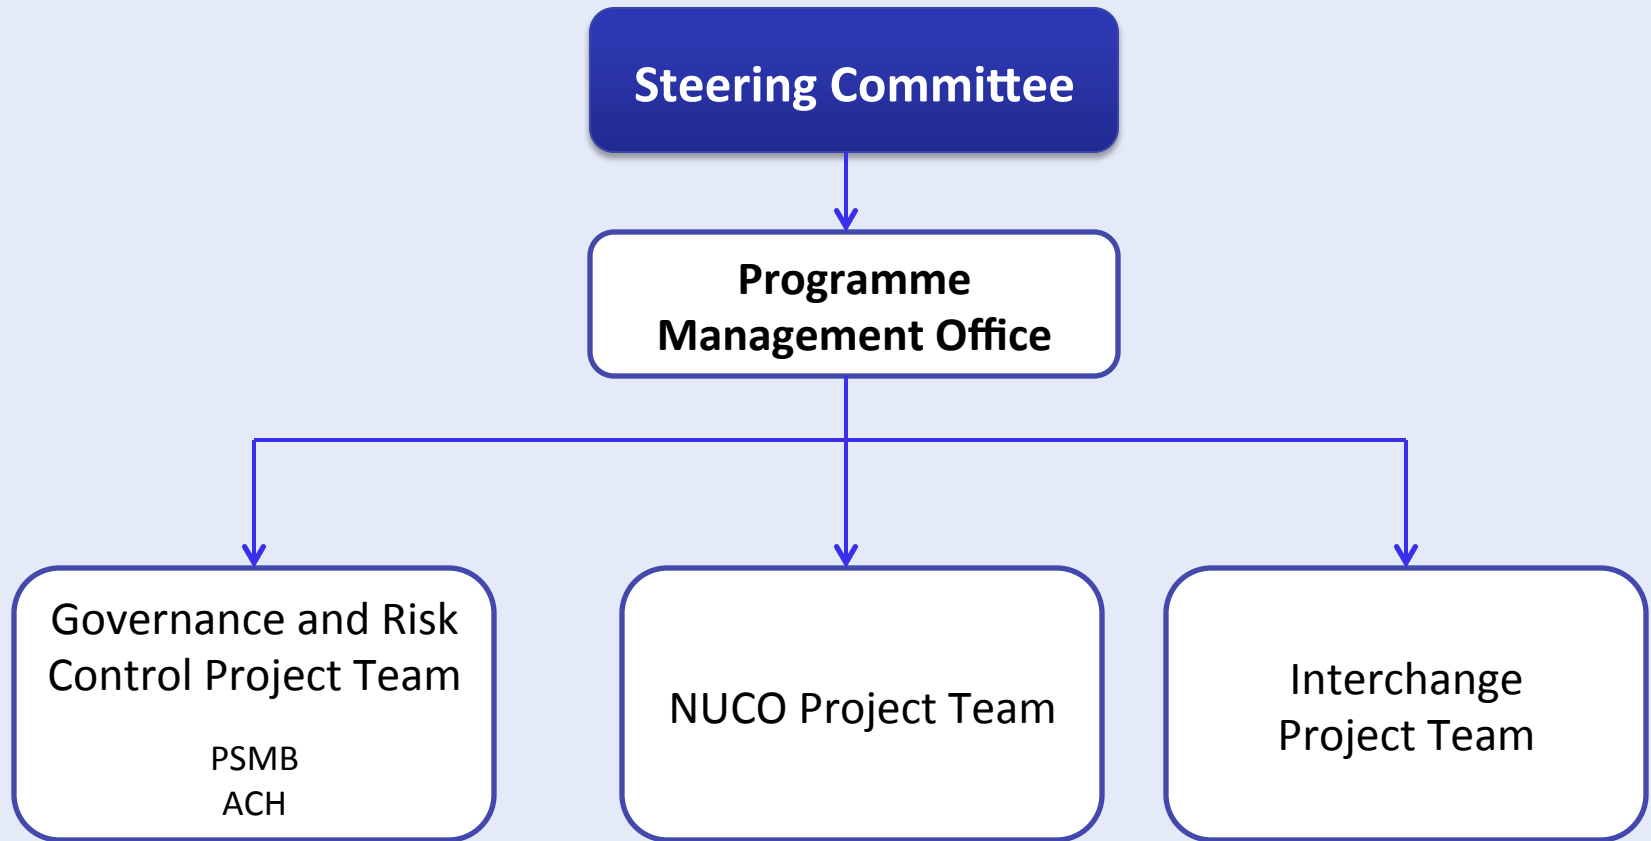 Steering Committee
Programme
Management Office
Governance and Risk
Control Project Team
PSMB
ACH
NUCO Project Team
Interchange
Project Team